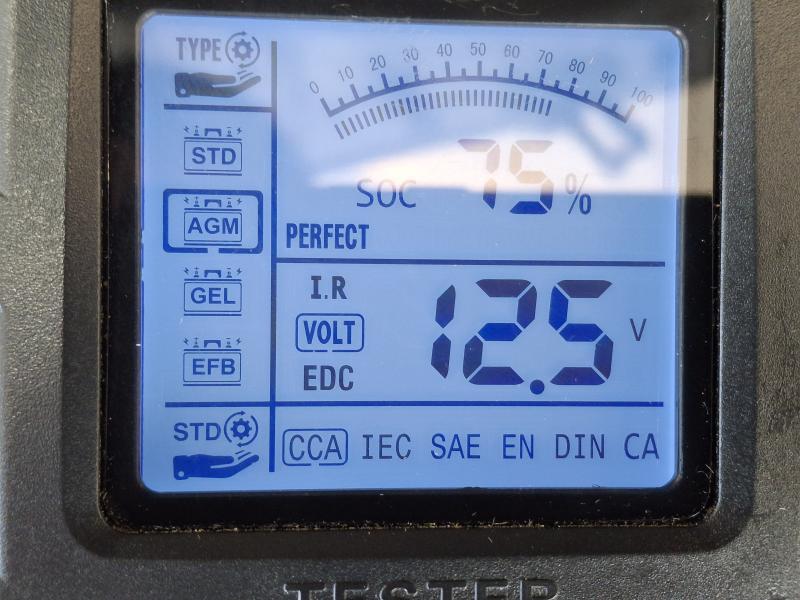 TYPE
0 10 20 30 40 50 60 70 80 90 100
STD
SOC 75%
AGM
PERFECT
GEL
I.R
VOLT 12.5 V
EFB
EDC
STD
CCA IEC SAE EN DIN CA
TESTER